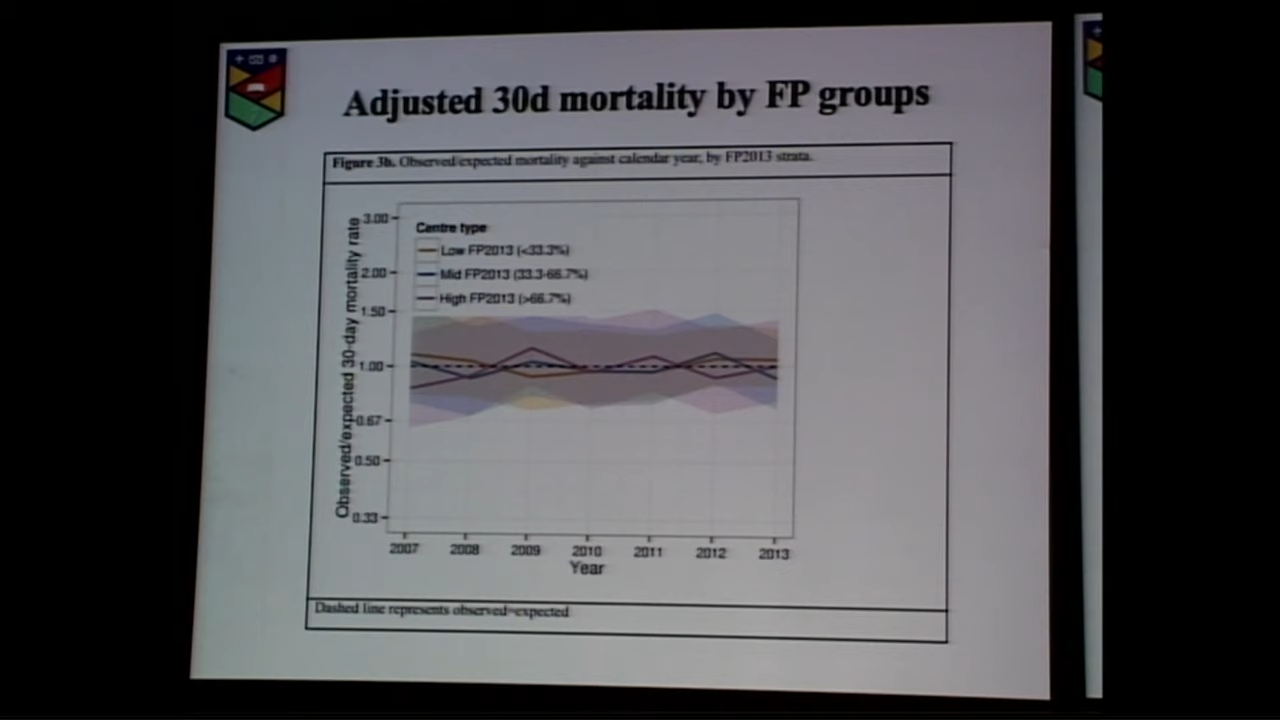 Adjusted 30d mortality by FP groups
Figure 3b. Observed/expected mortality against calendar year, by FP2013 strata.
Observed/expected 30-day mortality rate
3.00
2.00
1.50
1.00
0.67
0.50
0.33
Centre type
Low FP2013 (<33.3%)
Mid FP2013 (33.3-66.7%)
High FP2013 (>66.7%)
2007 2008 2009 2010 2011 2012 2013
Year
Dashed line represents observed=expected